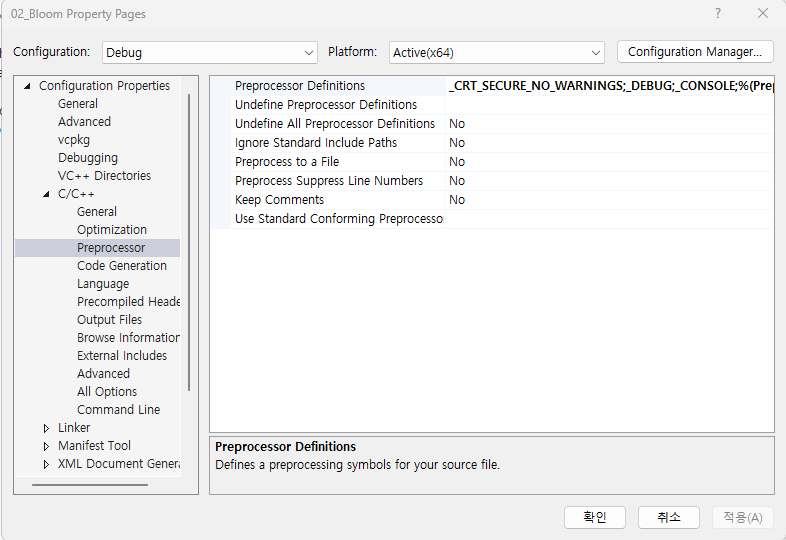 02_Bloom Property Pages
Configuration: Debug Platform: Active(x64) Configuration Manager...
Configuration Properties
General
Advanced
vcpkg
Debugging
VC++ Directories
C/C++
General
Optimization
Preprocessor
Code Generation
Language
Precompiled Heade
Output Files
Browse Information
External Includes
Advanced
All Options
Command Line
Linker
Manifest Tool
XML Document Genera
Preprocessor Definitions _CRT_SECURE_NO_WARNINGS;_DEBUG;_CONSOLE;%(Prep
Undefine Preprocessor Definitions
Undefine All Preprocessor Definitions No
Ignore Standard Include Paths No
Preprocess to a File No
Preprocess Suppress Line Numbers No
Keep Comments No
Use Standard Conforming Preprocesso
Preprocessor Definitions
Defines a preprocessing symbols for your source file.
확인 취소 적용(A)